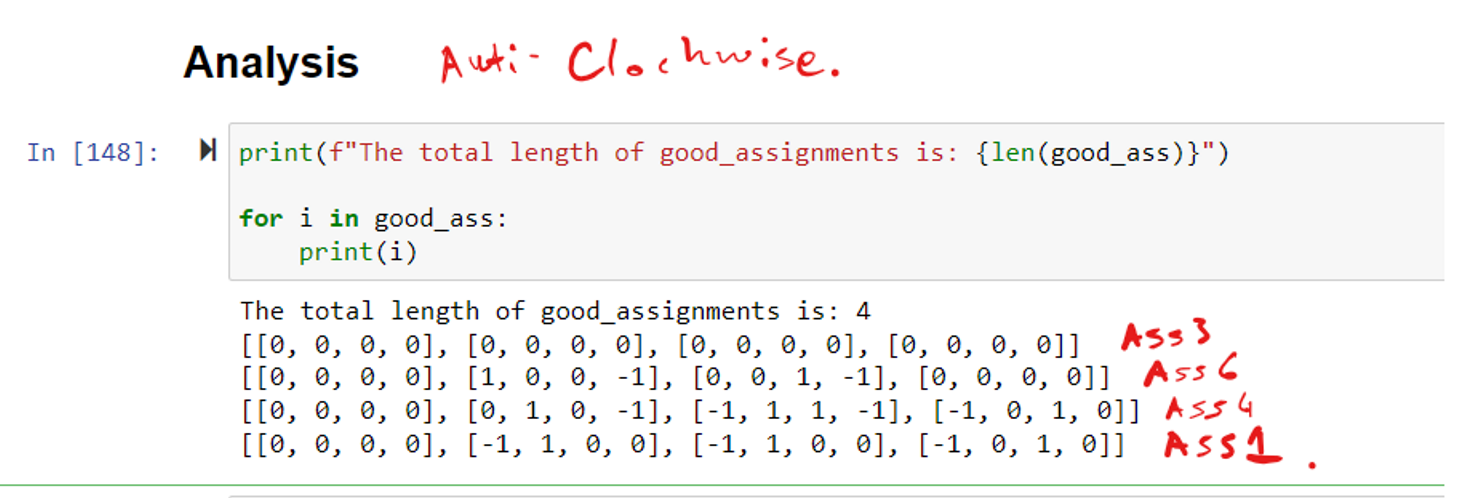 Analysis Anti-Clockwise.
In [148]: print(f"The total length of good_assignments is: {len(good_ass)}")
for i in good_ass:
print(i)
The total length of good_assignments is: 4
[[0, 0, 0, 0], [0, 0, 0, 0], [0, 0, 0, 0], [0, 0, 0, 0]] Ass3
[[0, 0, 0, 0], [1, 0, 0, -1], [0, 0, 1, -1], [0, 0, 0, 0]] Ass6
[[0, 0, 0, 0], [0, 1, 0, -1], [-1, 1, 1, -1], [-1, 0, 1, 0]] Ass4
[[0, 0, 0, 0], [-1, 1, 0, 0], [-1, 1, 0, 0], [-1, 0, 1, 0]] Ass1.